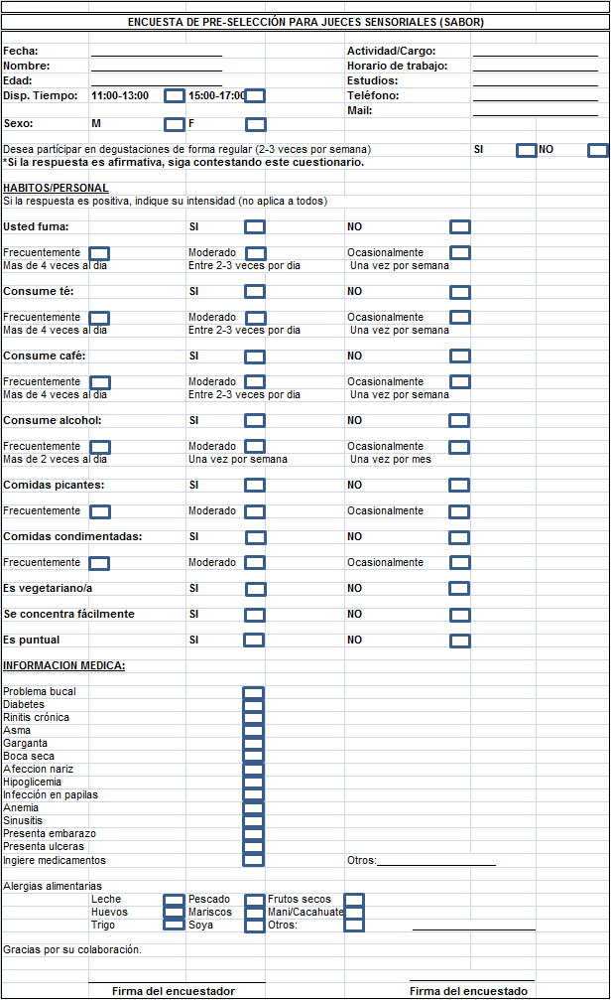 ENCUESTA DE PRE-SELECCIÓN PARA JUECES SENSORIALES (SABOR)
Fecha: Actividad/Cargo:
Nombre: Horario de trabajo:
Edad: Estudios:
Disp. Tiempo: 11:00-13:00 15:00-17:00 Teléfono:
Mail:
Sexo: M F
Desea partícipar en degustaciones de forma regular (2-3 veces por semana) SI NO
*Si la respuesta es afirmativa, siga contestando este cuestionario.
HABITOS/PERSONAL
Si la respuesta es positiva, indique su intensidad (no aplica a todos)
Usted fuma: SI NO
Frecuentemente Moderado Ocasionalmente
Mas de 4 veces al día Entre 2-3 veces por dia Una vez por semana
Consume té: SI NO
Frecuentemente Moderado Ocasionalmente
Mas de 4 veces al día Entre 2-3 veces por dia Una vez por semana
Consume café: SI NO
Frecuentemente Moderado Ocasionalmente
Mas de 4 veces al día Entre 2-3 veces por dia Una vez por semana
Consume alcohol: SI NO
Frecuentemente Moderado Ocasionalmente
Mas de 2 veces al día Una vez por semana Una vez por mes
Comidas picantes: SI NO
Frecuentemente Moderado Ocasionalmente
Comidas condimentadas: SI NO
Frecuentemente Moderado Ocasionalmente
Es vegetariano/a SI NO
Se concentra fácilmente SI NO
Es puntual SI NO
INFORMACION MEDICA:
Problema bucal
Diabetes
Rinitis crónica
Asma
Garganta
Boca seca
Afeccion nariz
Hipoglicemia
Infección en papilas
Anemia
Sinusitis
Presenta embarazo
Presenta ulceras
Ingiere medicamentos Otros:
Alergias alimentarias
Leche Pescado Frutos secos
Huevos Mariscos Mani/Cacahuate
Trigo Soya Otros:
Gracias por su colaboración.
Firma del encuestador Firma del encuestado